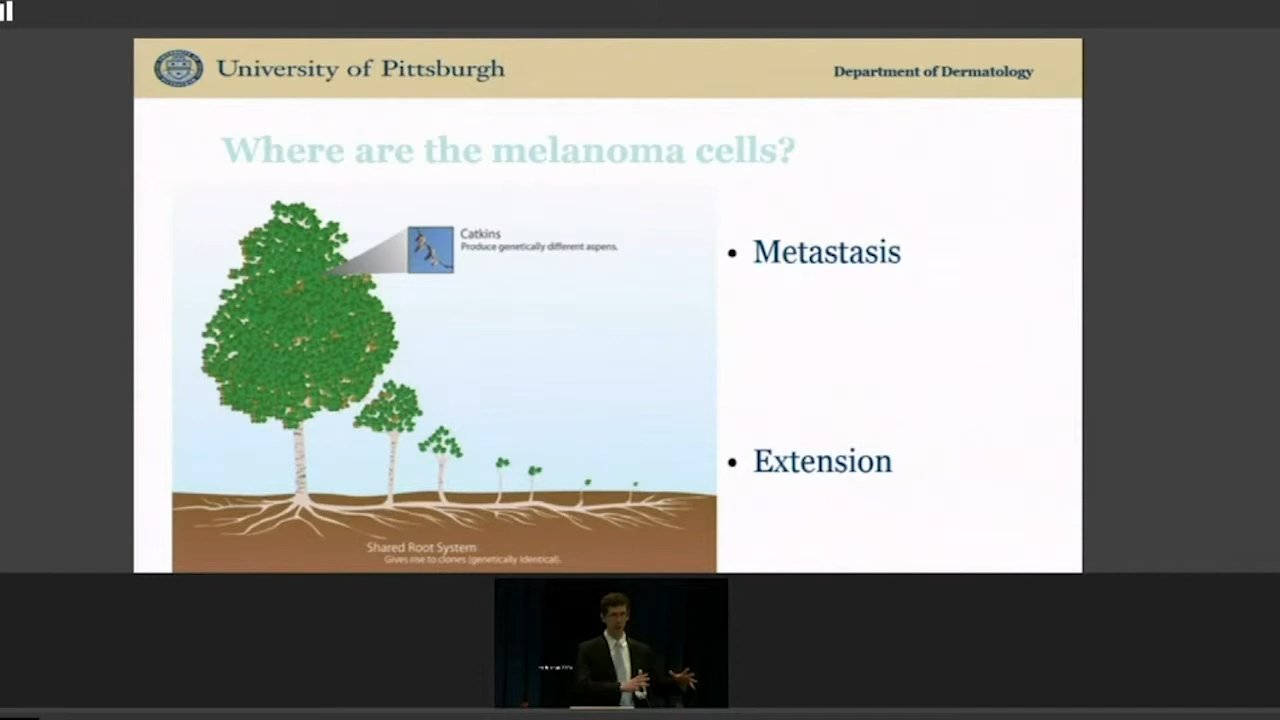 University of Pittsburgh
Department of Dermatology
Where are the melanoma cells?
Catkins
Produce genetically different aspens.
• Metastasis
• Extension
Shared Root System
Gives rise to clones (genetically identical).